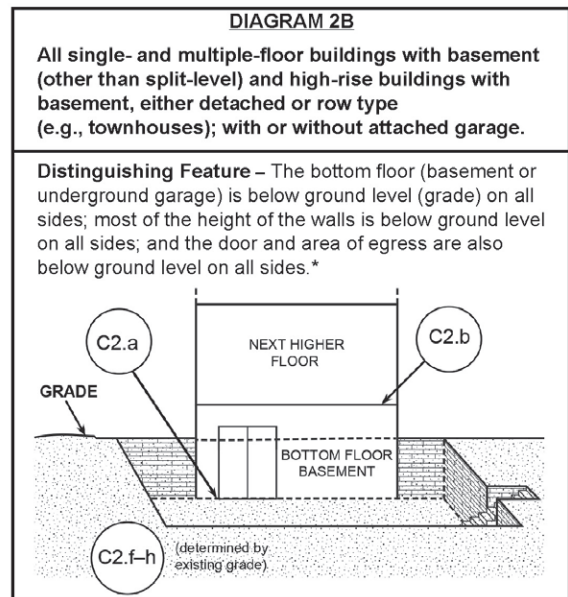 DIAGRAM 2B
All single- and multiple-floor buildings with basement
(other than split-level) and high-rise buildings with
basement, either detached or row type
(e.g., townhouses); with or without attached garage.
Distinguishing Feature – The bottom floor (basement or
underground garage) is below ground level (grade) on all
sides; most of the height of the walls is below ground level
on all sides; and the door and area of egress are also
below ground level on all sides.*
C2.a
NEXT HIGHER
FLOOR
C2.b
GRADE
BOTTOM FLOOR
BASEMENT
C2.f–h
(determined by
existing grade)